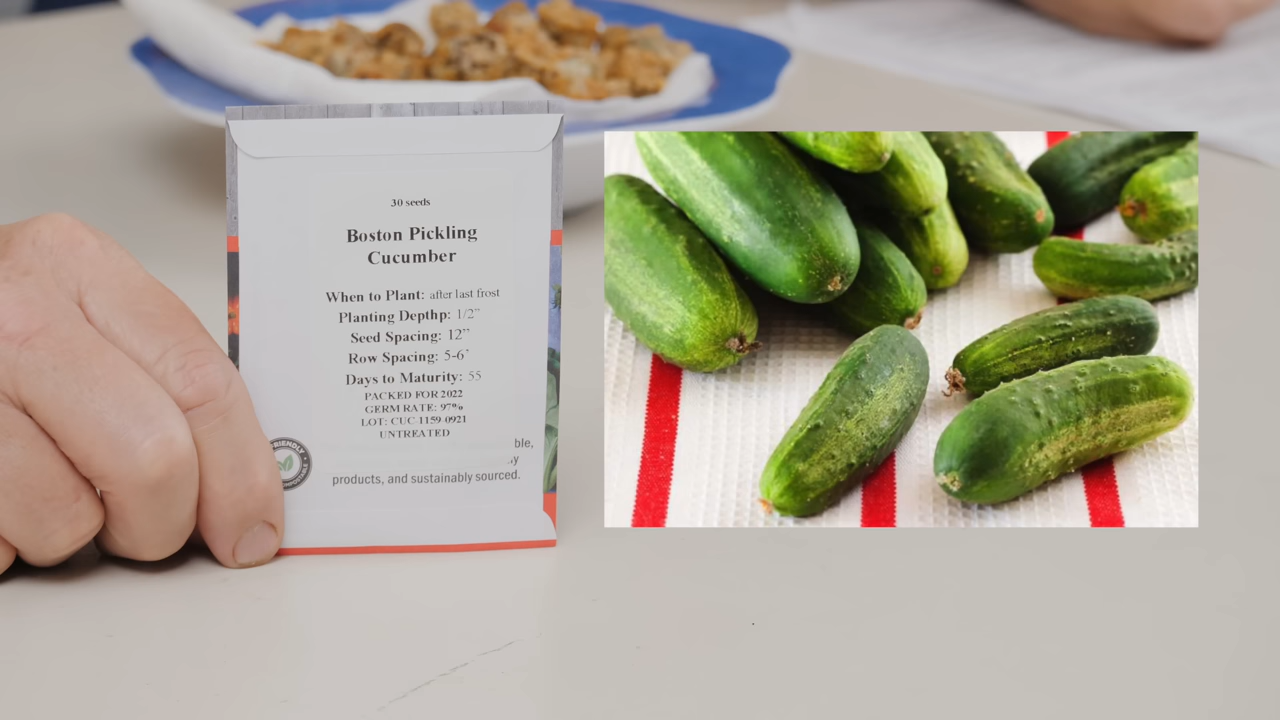 30 seeds
Boston Pickling
Cucumber
When to Plant: after last frost
Planting Depthp: 1/2”
Seed Spacing: 12”
Row Spacing: 5-6'
Days to Maturity: 55
PACKED FOR 2022
GERM RATE: 97%
LOT: CUC-1159-0921
UNTREATED
ble,
y
products, and sustainably sourced.
RIENDLY